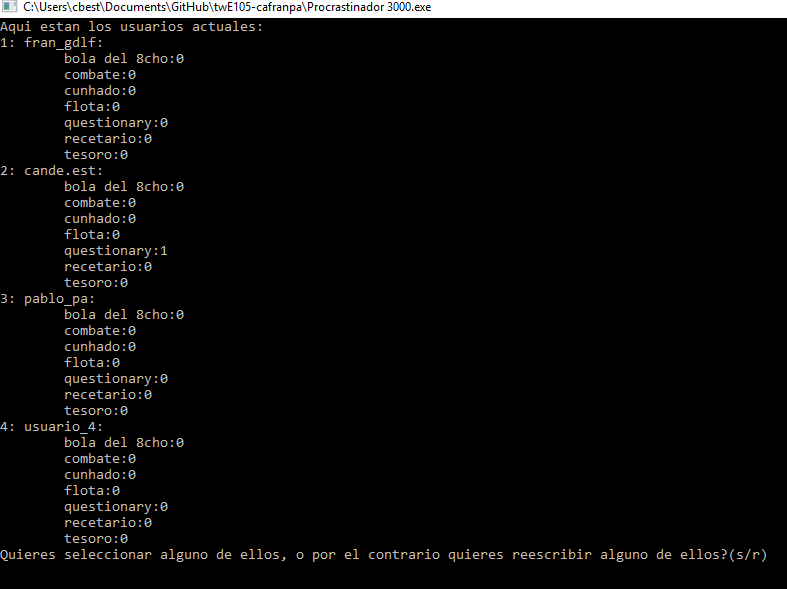 C:\Users\cbest\Documents\GitHub\twE105-cafranpa\Procrastinador 3000.exe
Aqui estan los usuarios actuales:
1: fran_gdlf:
bola del 8cho:0
combate:0
cunhado:0
flota:0
questionary:0
recetario:0
tesoro:0
2: cande.est:
bola del 8cho:0
combate:0
cunhado:0
flota:0
questionary:1
recetario:0
tesoro:0
3: pablo_pa:
bola del 8cho:0
combate:0
cunhado:0
flota:0
questionary:0
recetario:0
tesoro:0
4: usuario_4:
bola del 8cho:0
combate:0
cunhado:0
flota:0
questionary:0
recetario:0
tesoro:0
Quieres seleccionar alguno de ellos, o por el contrario quieres reescribir alguno de ellos?(s/r)